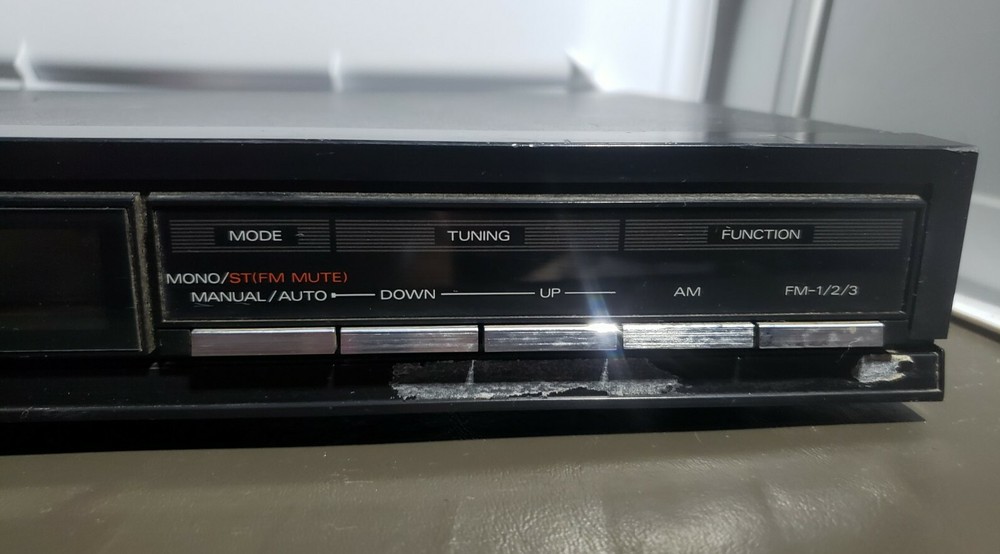 MODE TUNING FUNCTION
MONO/ST(FM MUTE)
MANUAL/AUTO DOWN UP AM FM-1/2/3